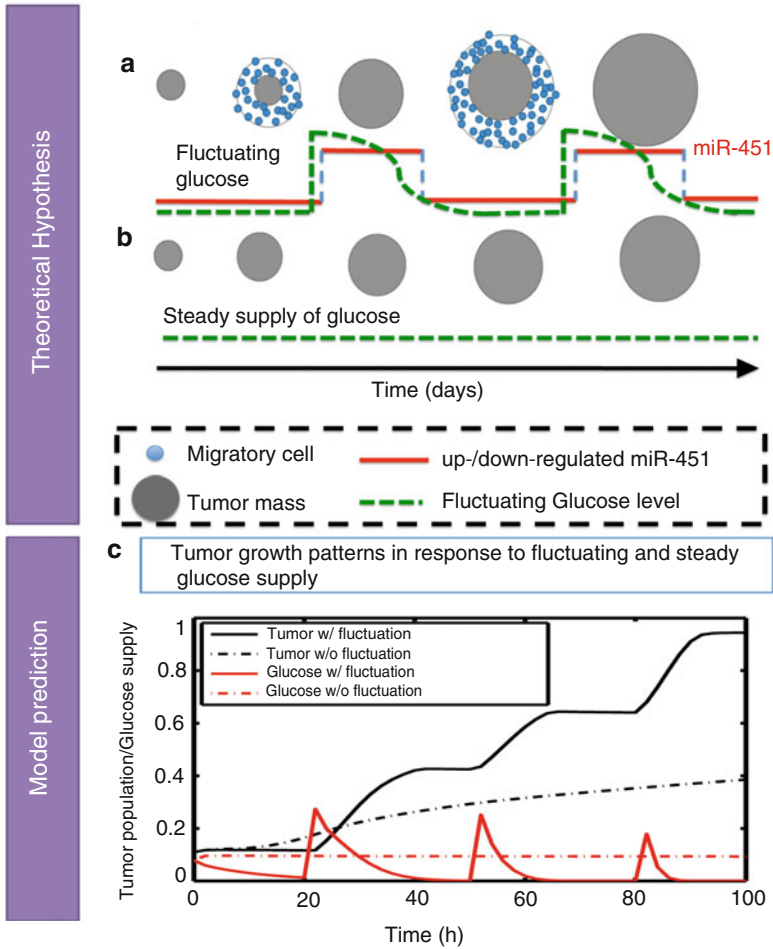 Theoretical Hypothesis
a
Fluctuating
glucose
miR-451
b
Steady supply of glucose
Time (days)
Migratory cell
up-/down-regulated miR-451
Tumor mass
Fluctuating Glucose level
Model prediction
c
Tumor growth patterns in response to fluctuating and steady
glucose supply
Tumor population/Glucose supply
1
0.8
0.6
0.4
0.2
0
Tumor w/ fluctuation
Tumor w/o fluctuation
Glucose w/ fluctuation
Glucose w/o fluctuation
0
20
40
60
80
100
Time (h)